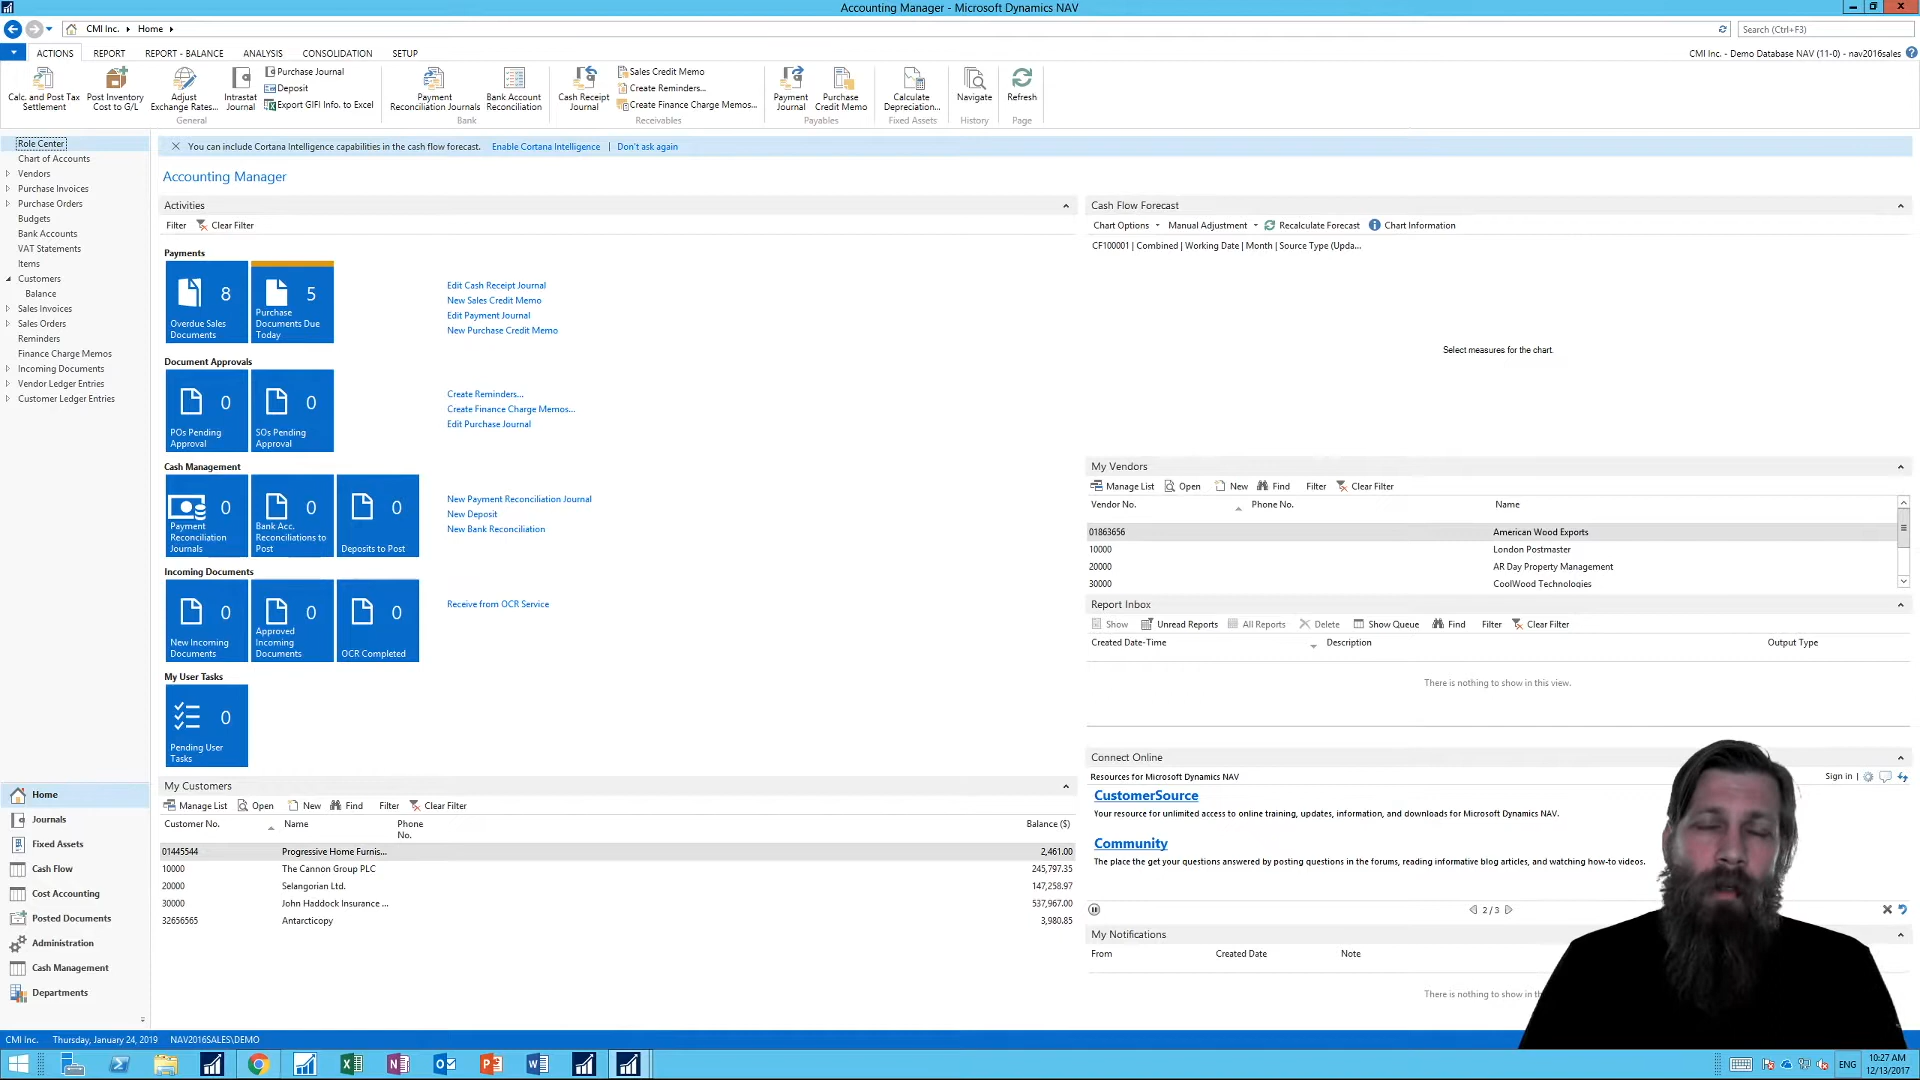 Accounting Manager - Microsoft Dynamics NAV
CMI Inc. Home
Search (Ctrl+F3)
ACTIONS REPORT REPORT - BALANCE ANALYSIS CONSOLIDATION SETUP
CMI Inc. - Demo Database NAV (11-0) - nav2016sales
Calc. and Post Tax Settlement
Post Inventory Cost to G/L
Adjust Exchange Rates...
Intrastat Journal
Purchase Journal
Deposit
Export GIFI Info. to Excel
General
Payment Reconciliation Journals
Bank Account Reconciliation
Bank
Cash Receipt Journal
Sales Credit Memo
Create Reminders...
Create Finance Charge Memos...
Receivables
Payment Journal
Purchase Credit Memo
Payables
Calculate Depreciation...
Fixed Assets
Navigate
History
Refresh
Page
Role Center
Chart of Accounts
Vendors
Purchase Invoices
Purchase Orders
Budgets
Bank Accounts
VAT Statements
Items
Customers
Balance
Sales Invoices
Sales Orders
Reminders
Finance Charge Memos
Incoming Documents
Vendor Ledger Entries
Customer Ledger Entries
Home
Journals
Fixed Assets
Cash Flow
Cost Accounting
Posted Documents
Administration
Cash Management
Departments
You can include Cortana Intelligence capabilities in the cash flow forecast. Enable Cortana Intelligence | Don't ask again
Accounting Manager
Activities
Filter Clear Filter
Payments
8
Overdue Sales Documents
5
Purchase Documents Due Today
Edit Cash Receipt Journal
New Sales Credit Memo
Edit Payment Journal
New Purchase Credit Memo
Document Approvals
0
POs Pending Approval
0
SOs Pending Approval
Create Reminders...
Create Finance Charge Memos...
Edit Purchase Journal
Cash Management
0
Payment Reconciliation Journals
0
Bank Acc. Reconciliations to Post
0
Deposits to Post
New Payment Reconciliation Journal
New Deposit
New Bank Reconciliation
Incoming Documents
0
New Incoming Documents
0
Approved Incoming Documents
0
OCR Completed
Receive from OCR Service
My User Tasks
0
Pending User Tasks
My Customers
Manage List Open New Find Filter Clear Filter
Customer No. Name Phone No. Balance ($)
01445544 Progressive Home Furnis... 2,461.00
10000 The Cannon Group PLC 245,797.35
20000 Selangorian Ltd. 147,258.97
30000 John Haddock Insurance ... 537,967.00
32656565 Antarcticopy 3,980.85
Cash Flow Forecast
Chart Options Manual Adjustment Recalculate Forecast Chart Information
CF100001 | Combined | Working Date | Month | Source Type (Upda...
Select measures for the chart.
My Vendors
Manage List Open New Find Filter Clear Filter
Vendor No. Phone No. Name
01863656 American Wood Exports
10000 London Postmaster
20000 AR Day Property Management
30000 CoolWood Technologies
Report Inbox
Show Unread Reports All Reports Delete Show Queue Find Filter Clear Filter
Created Date-Time Description Output Type
There is nothing to show in this view.
Connect Online
Resources for Microsoft Dynamics NAV
Sign in |
CustomerSource
Your resource for unlimited access to online training, updates, information, and downloads for Microsoft Dynamics NAV.
Community
The place the get your questions answered by posting questions in the forums, reading informative blog articles, and watching how-to videos.
2 / 3
My Notifications
From Created Date Note
There is nothing to show in th
CMI Inc. Thursday, January 24, 2019 NAV2016SALES\DEMO
ENG
10:27 AM
12/13/2017